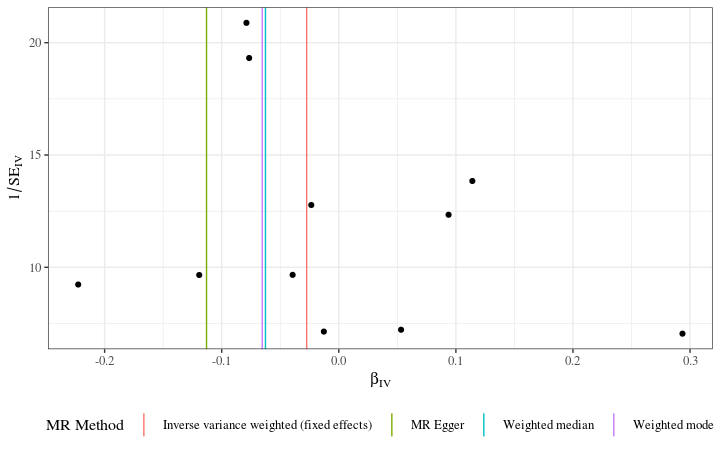 20
15
10
1/SE_IV
-0.2 -0.1 0.0 0.1 0.2 0.3
β_IV
MR Method Inverse variance weighted (fixed effects) MR Egger Weighted median Weighted mode